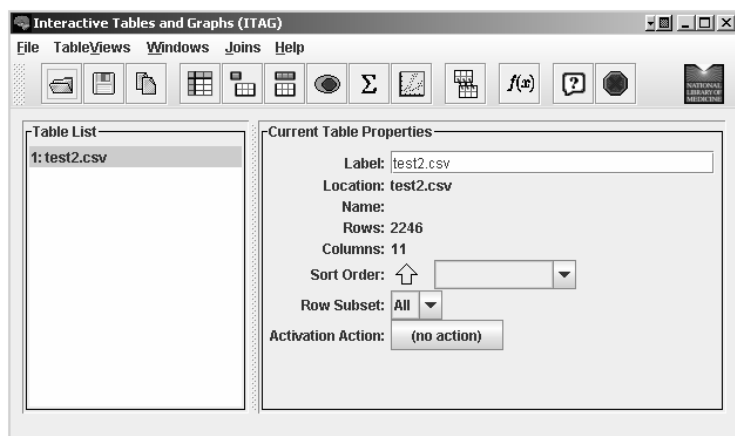 Interactive Tables and Graphs (ITAG)
File TableViews Windows Joins Help
Σ f(x) ?
NATIONAL
LIBRARY OF
MEDICINE
Table List
1: test2.csv
Current Table Properties
Label: test2.csv
Location: test2.csv
Name:
Rows: 2246
Columns: 11
Sort Order:
Row Subset: All
Activation Action: (no action)